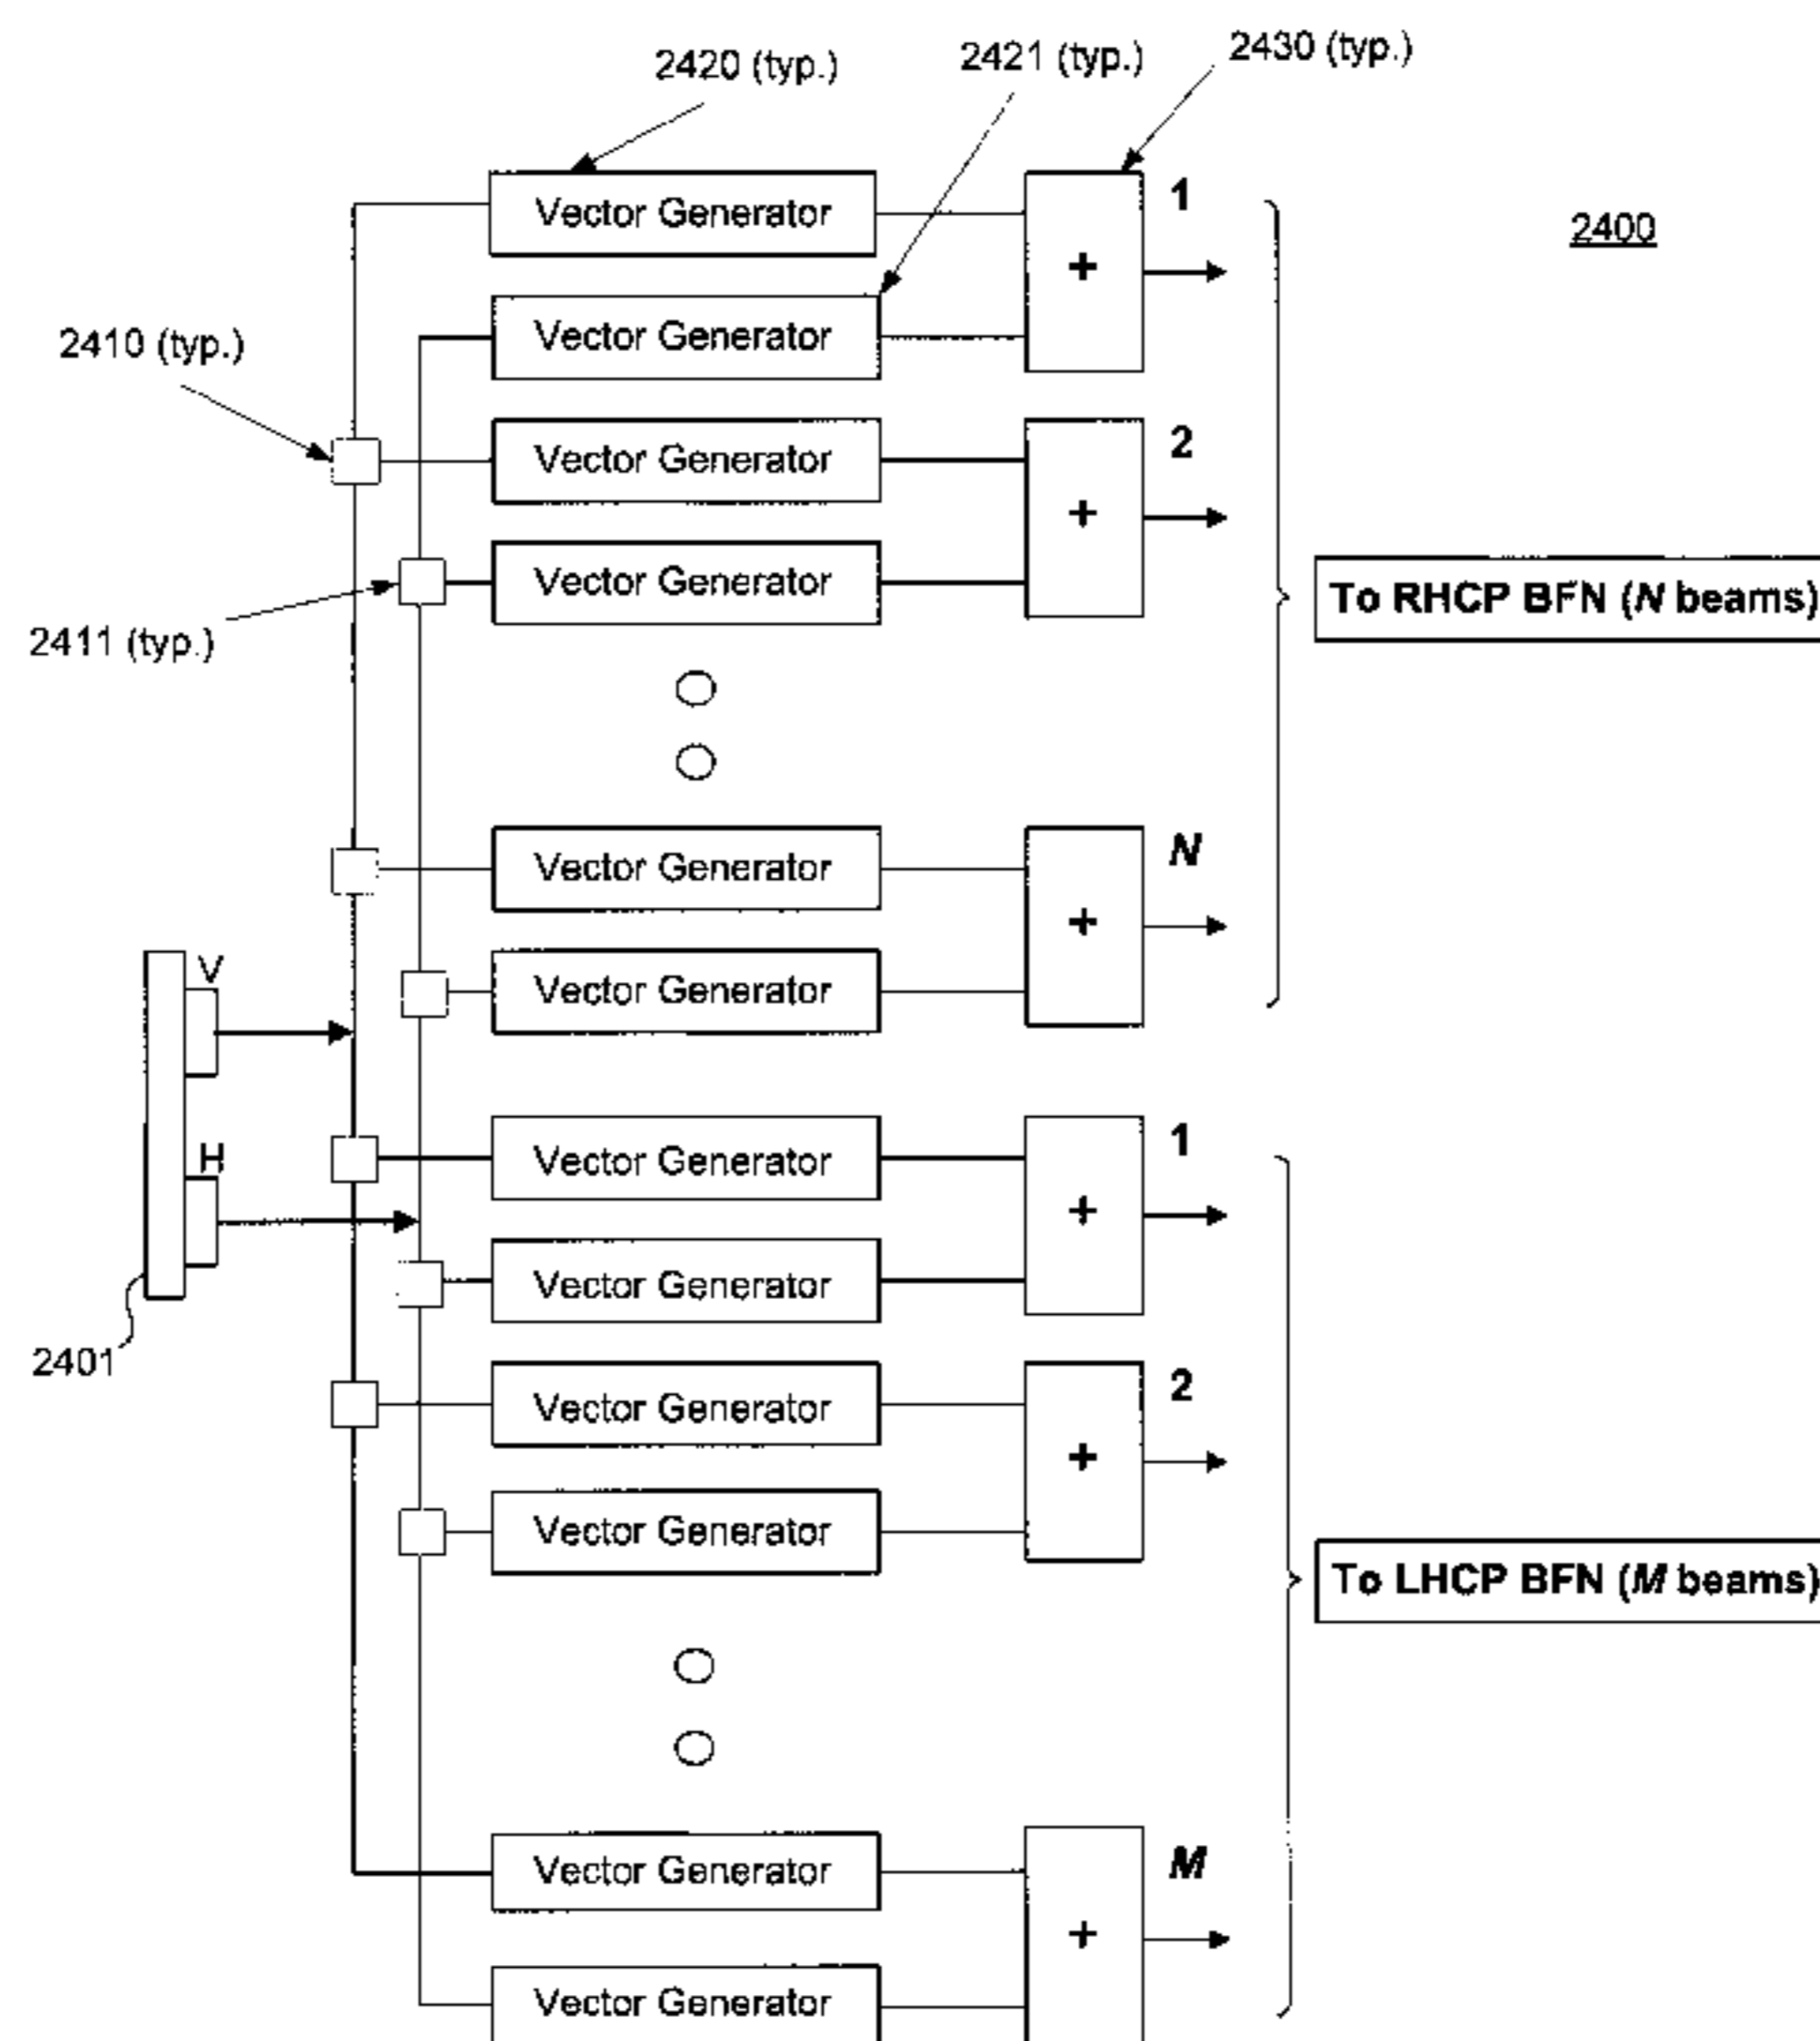 2420 (typ.)
2421 (typ.)
2430 (typ.)
2400
Vector Generator
1
+
Vector Generator
2410 (typ.)
Vector Generator
2
+
Vector Generator
2411 (typ.)
To RHCP BFN (N beams)
Vector Generator
N
+
Vector Generator
V
H
2401
Vector Generator
1
+
Vector Generator
Vector Generator
2
+
Vector Generator
To LHCP BFN (M beams)
Vector Generator
M
+
Vector Generator